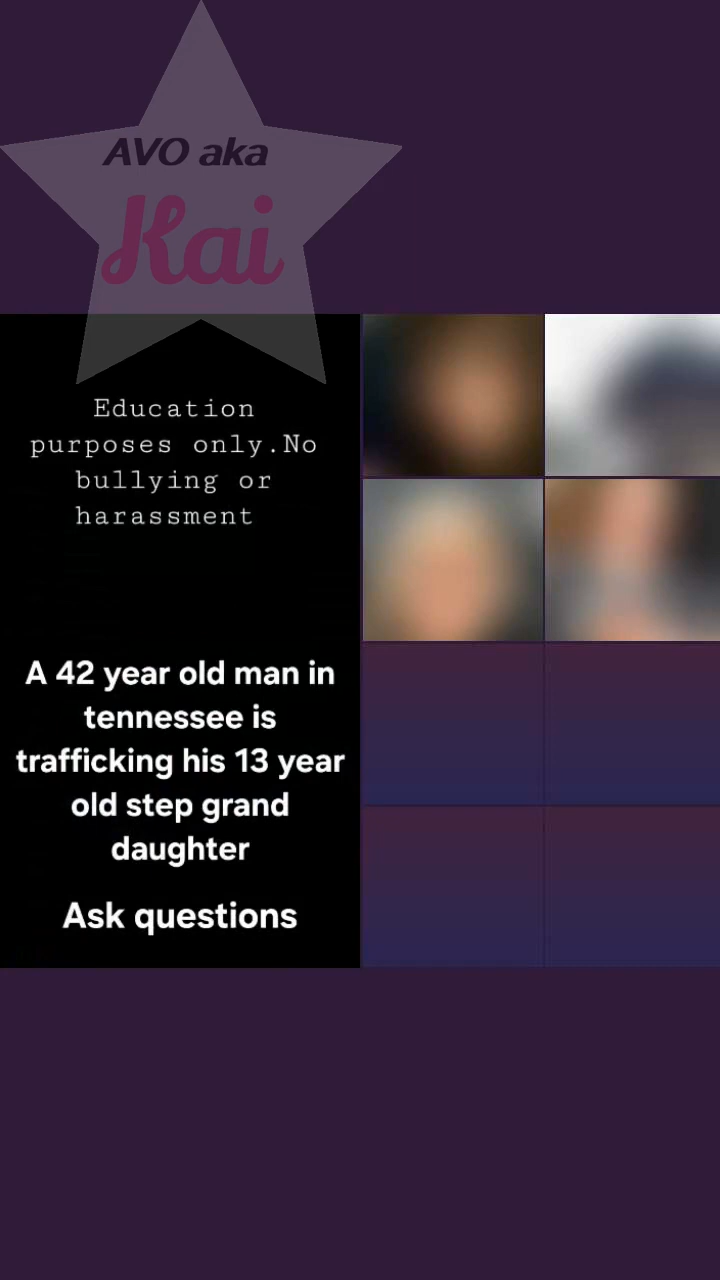 AVO aka
Kai
Education
purposes only.No
bullying or
harassment
A 42 year old man in
tennessee is
trafficking his 13 year
old step grand
daughter
Ask questions